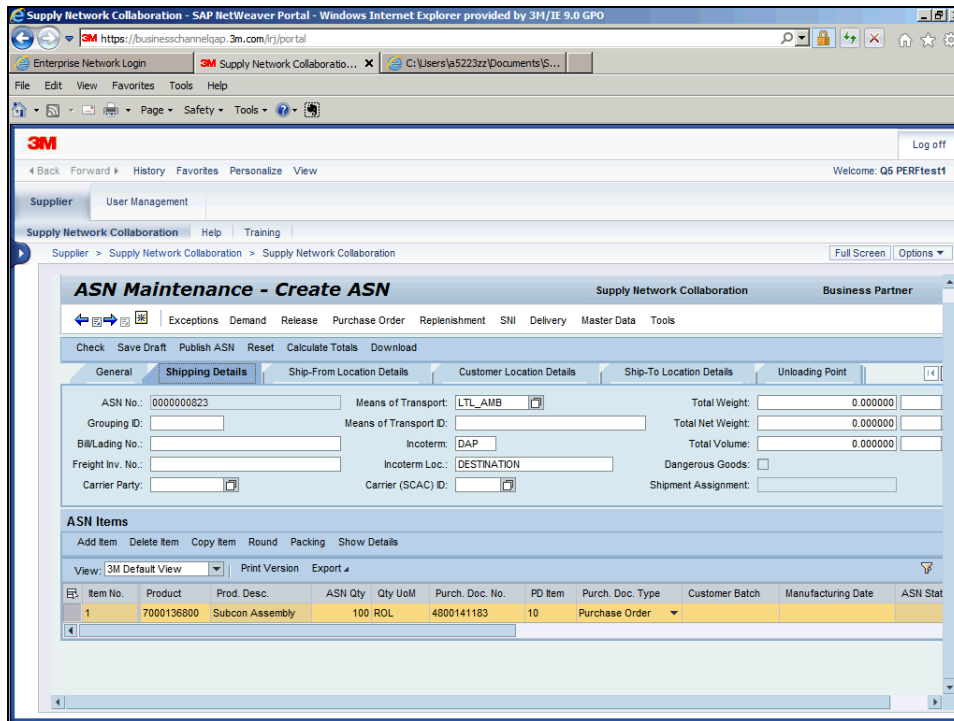 Supply Network Collaboration - SAP NetWeaver Portal - Windows Internet Explorer provided by 3M/IE 9.0 GPO
3M https://businesschannelqap.3m.com/irj/portal
Enterprise Network Login 3M Supply Network Collaboratio... X C:\Users\a5223zz\Documents\S...
File Edit View Favorites Tools Help
Page Safety Tools
3M Log off
Back Forward History Favorites Personalize View Welcome: Q5 PERFtest1
Supplier User Management
Supply Network Collaboration Help Training
Supplier > Supply Network Collaboration > Supply Network Collaboration Full Screen Options
ASN Maintenance - Create ASN Supply Network Collaboration Business Partner
Exceptions Demand Release Purchase Order Replenishment SNI Delivery Master Data Tools
Check Save Draft Publish ASN Reset Calculate Totals Download
General Shipping Details Ship-From Location Details Customer Location Details Ship-To Location Details Unloading Point
ASN No.: 0000000823 Means of Transport: LTL_AMB Total Weight: 0.000000
Grouping ID: Means of Transport ID: Total Net Weight: 0.000000
Bill/Lading No.: Incoterm: DAP Total Volume: 0.000000
Freight Inv. No.: Incoterm Loc.: DESTINATION Dangerous Goods:
Carrier Party: Carrier (SCAC) ID: Shipment Assignment:
ASN Items
Add Item Delete Item Copy Item Round Packing Show Details
View: 3M Default View Print Version Export
Item No. Product Prod. Desc. ASN Qty Qty UoM Purch. Doc. No. PD Item Purch. Doc. Type Customer Batch Manufacturing Date ASN Stat
1 7000136800 Subcon Assembly 100 ROL 4800141183 10 Purchase Order